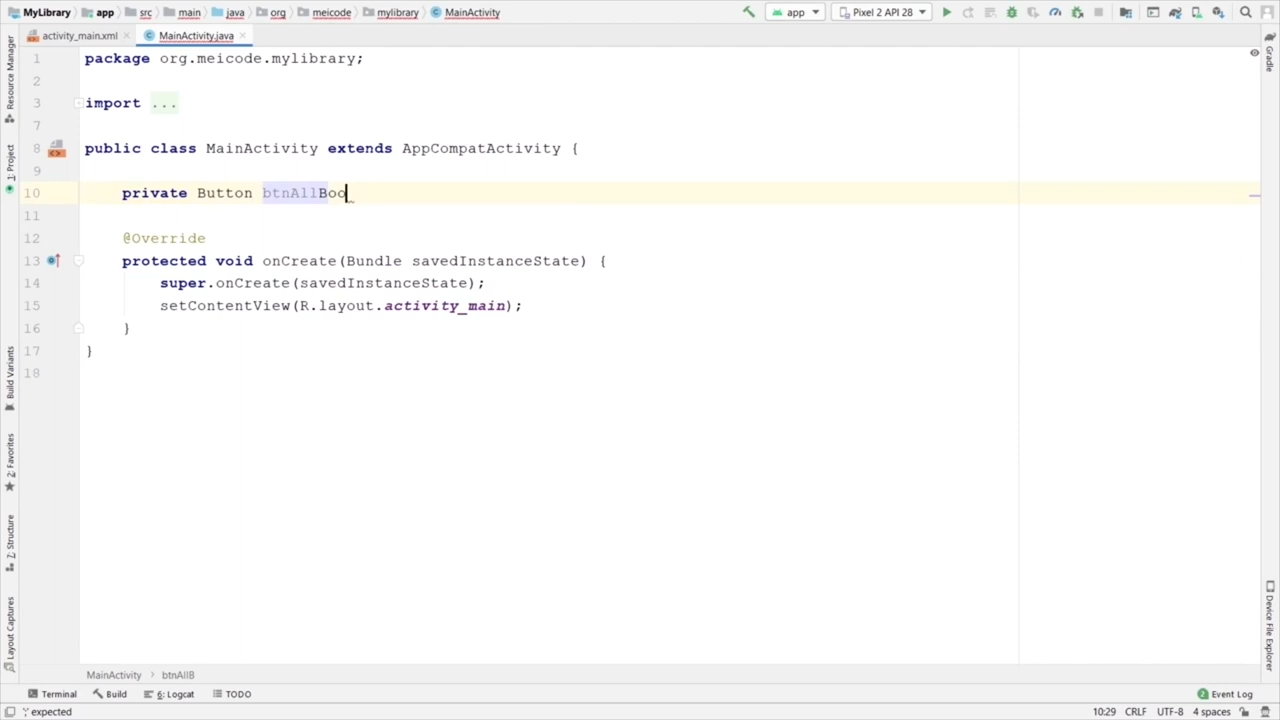 MyLibrary app src main java org meicode mylibrary MainActivity app Pixel 2 API 28
activity_main.xml MainActivity.java
1 package org.meicode.mylibrary;
2
3 import ...
7
8 public class MainActivity extends AppCompatActivity {
9
10 private Button btnAllBoo
11
12 @Override
13 protected void onCreate(Bundle savedInstanceState) {
14 super.onCreate(savedInstanceState);
15 setContentView(R.layout.activity_main);
16 }
17 }
18
Resource Manager
1: Project
Build Variants
2: Favorites
7: Structure
Layout Captures
Gradle
Device File Explorer
MainActivity btnAllB
Terminal Build 6: Logcat TODO Event Log
';' expected 10:29 CRLF UTF-8 4 spaces